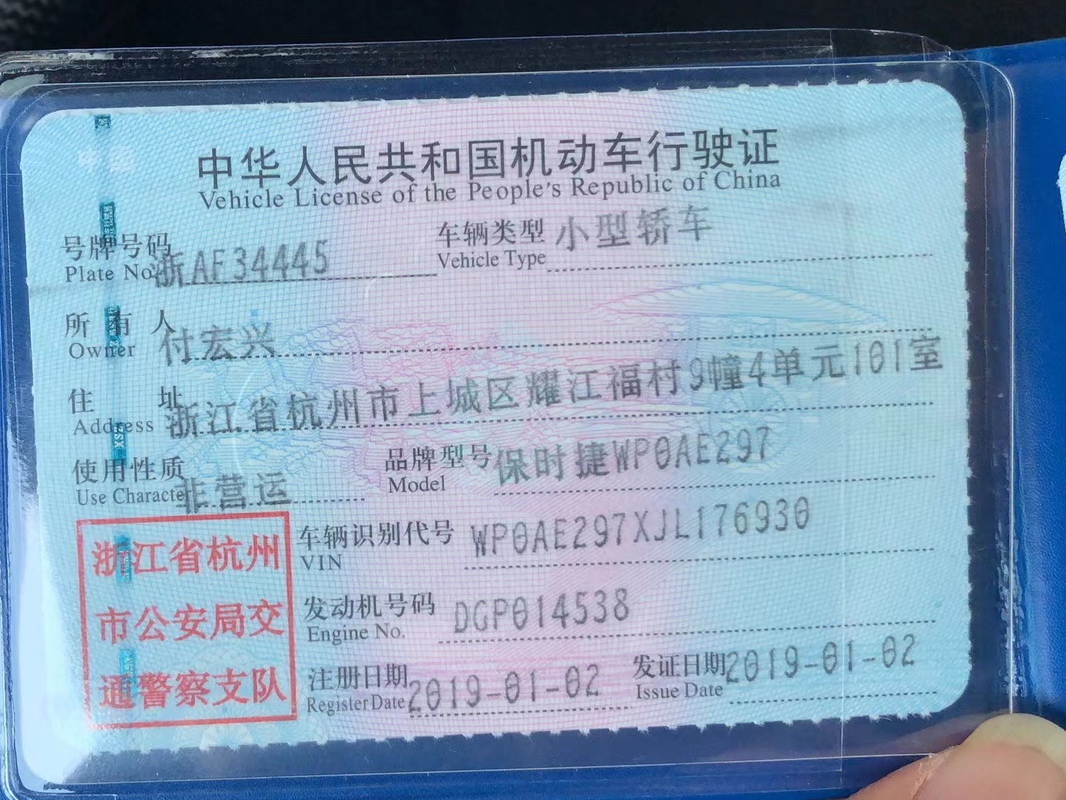 中华人民共和国机动车行驶证
Vehicle License of the People's Republic of China
号牌号码 浙AF34445 车辆类型 小型轿车
Plate No. Vehicle Type
所有人 付宏兴
Owner
住址 浙江省杭州市上城区耀江福村9幢4单元101室
Address
使用性质 非营运 品牌型号 保时捷WP0AE297
Use Character Model
浙江省杭州
市公安局交
通警察支队
车辆识别代号 WP0AE297XJL176930
VIN
发动机号码 DGP014538
Engine No.
注册日期 2019-01-02 发证日期 2019-01-02
Register Date Issue Date